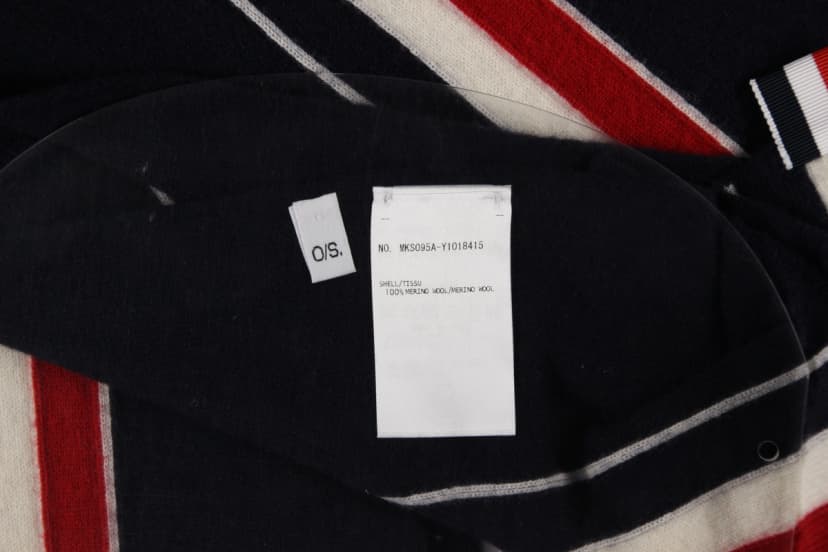 O/S.
NO. MKS095A-Y1018415
SHELL/TISSU
100% MERINO WOOL/MERINO WOOL